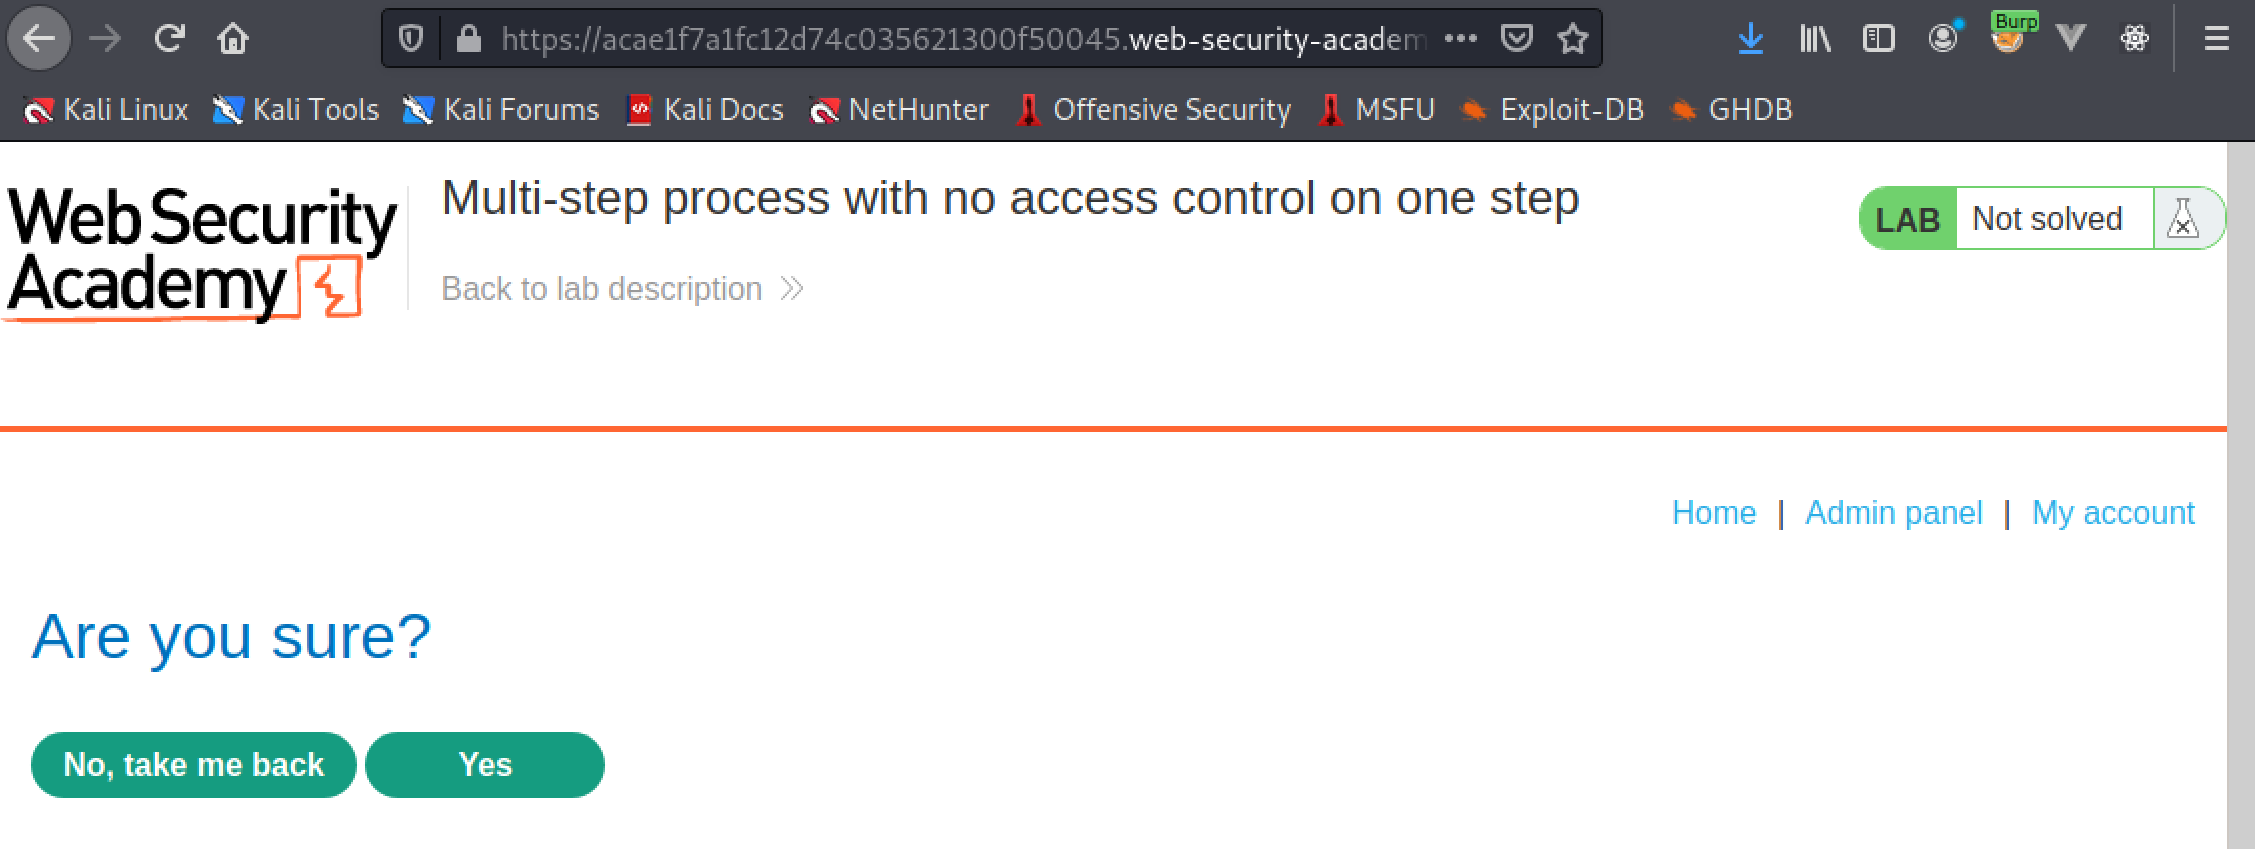 Burp
https://acae1f7a1fc12d74c035621300f50045.web-security-academ
Kali Linux Kali Tools Kali Forums Kali Docs NetHunter Offensive Security MSFU Exploit-DB GHDB
Web Security
Academy
Multi-step process with no access control on one step
LAB Not solved
Back to lab description
Home | Admin panel | My account
Are you sure?
No, take me back Yes